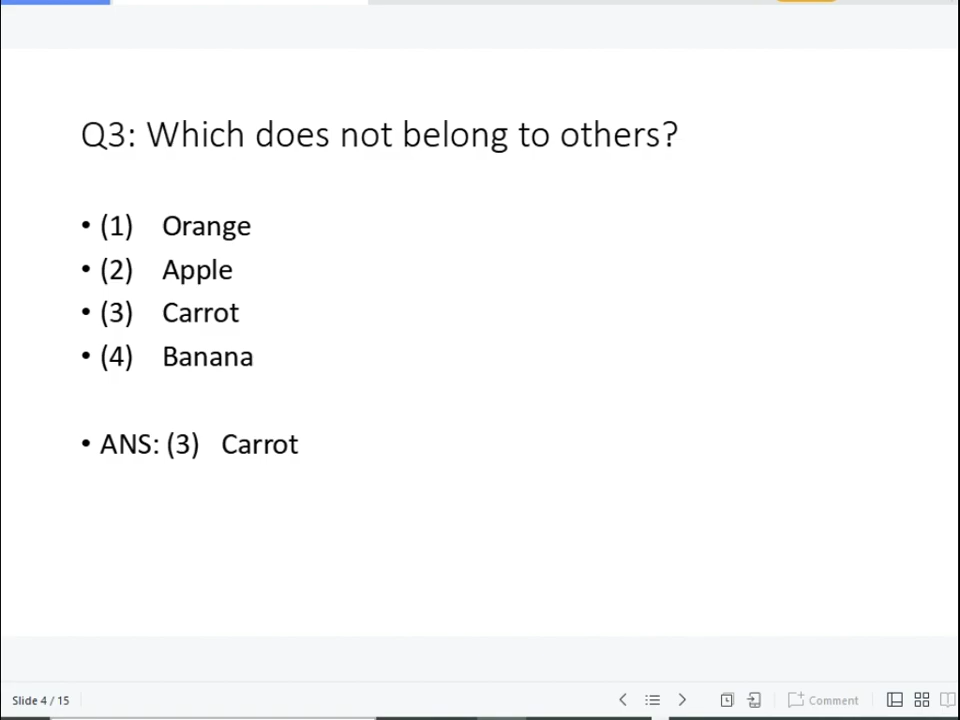 Q3: Which does not belong to others?
• (1) Orange
• (2) Apple
• (3) Carrot
• (4) Banana
• ANS: (3) Carrot
Slide 4 / 15
Comment